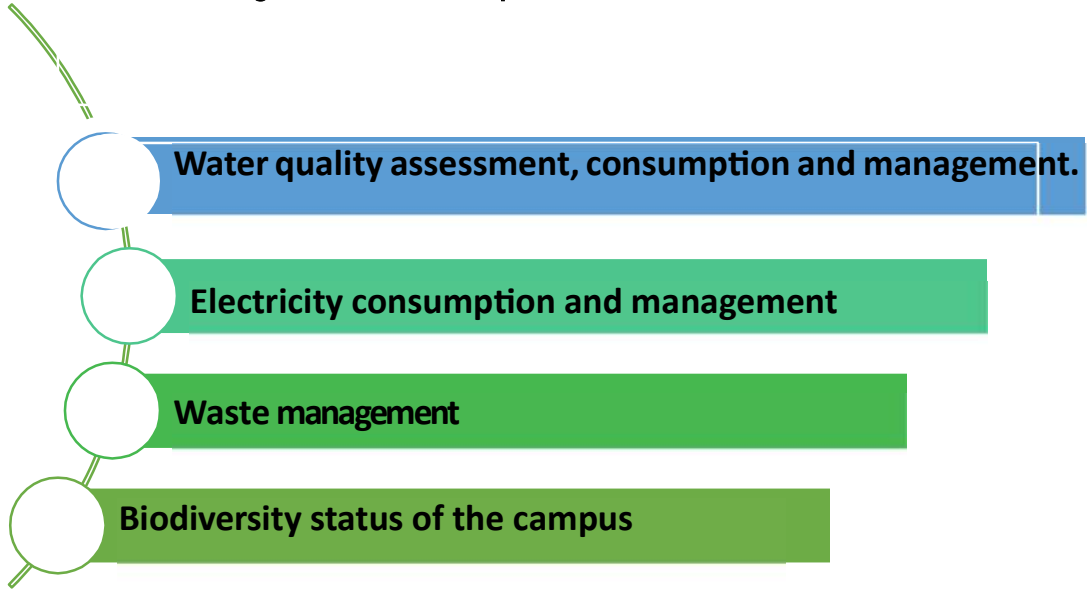 Water quality assessment, consumption and management.
Electricity consumption and management
Waste management
Biodiversity status of the campus